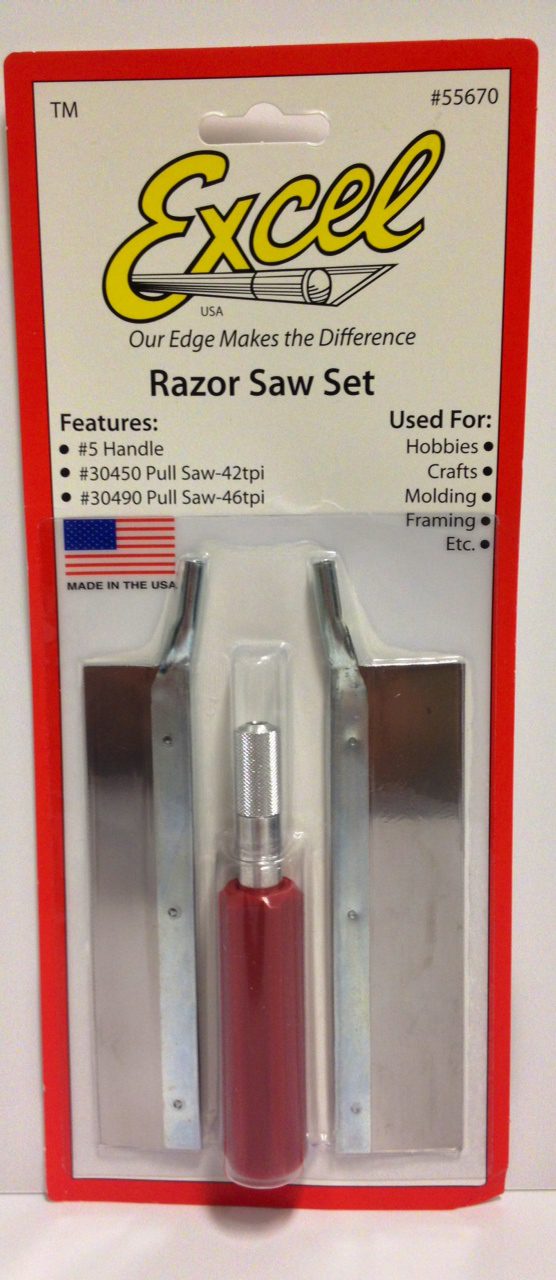 TM
#55670
Excel
USA
Our Edge Makes the Difference
Razor Saw Set
Features:
● #5 Handle
● #30450 Pull Saw-42tpi
● #30490 Pull Saw-46tpi
Used For:
Hobbies ●
Crafts ●
Molding ●
Framing ●
Etc. ●
MADE IN THE USA